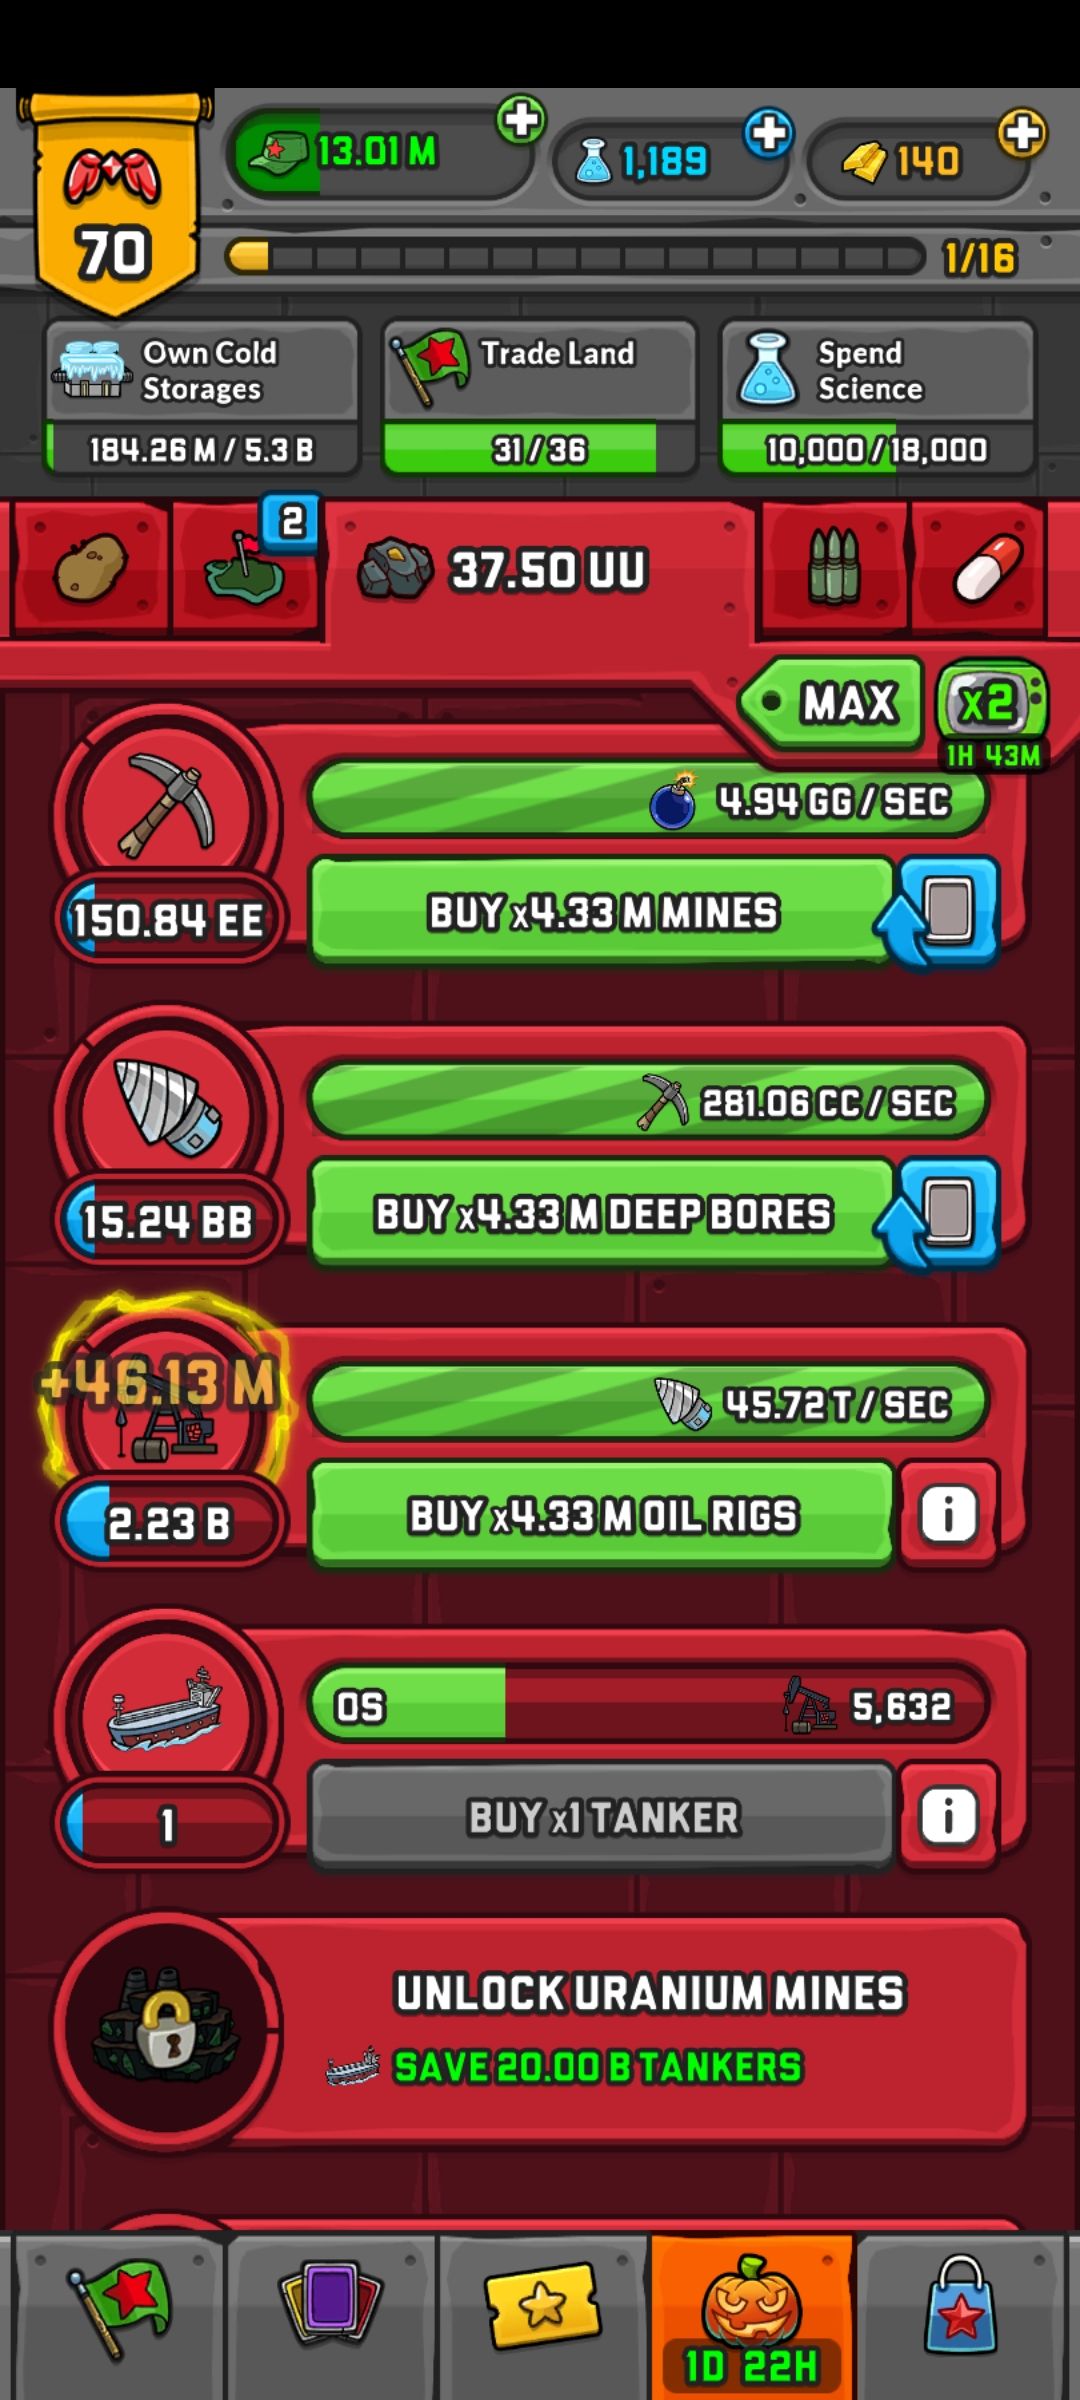 13.01 M
1,189
140
70
1/16
Own Cold
Storages
184.26 M / 5.3 B
Trade Land
31/36
Spend
Science
10,000/18,000
2
37.50 UU
MAX
x2
1H 43M
4.94 GG / SEC
150.84 EE
BUY x4.33 M MINES
281.06 CC / SEC
15.24 BB
BUY x4.33 M DEEP BORES
+46.13 M
45.72 T / SEC
2.23 B
BUY x4.33 M OIL RIGS
i
0S
5,632
1
BUY x1 TANKER
i
UNLOCK URANIUM MINES
SAVE 20.00 B TANKERS
1D 22H